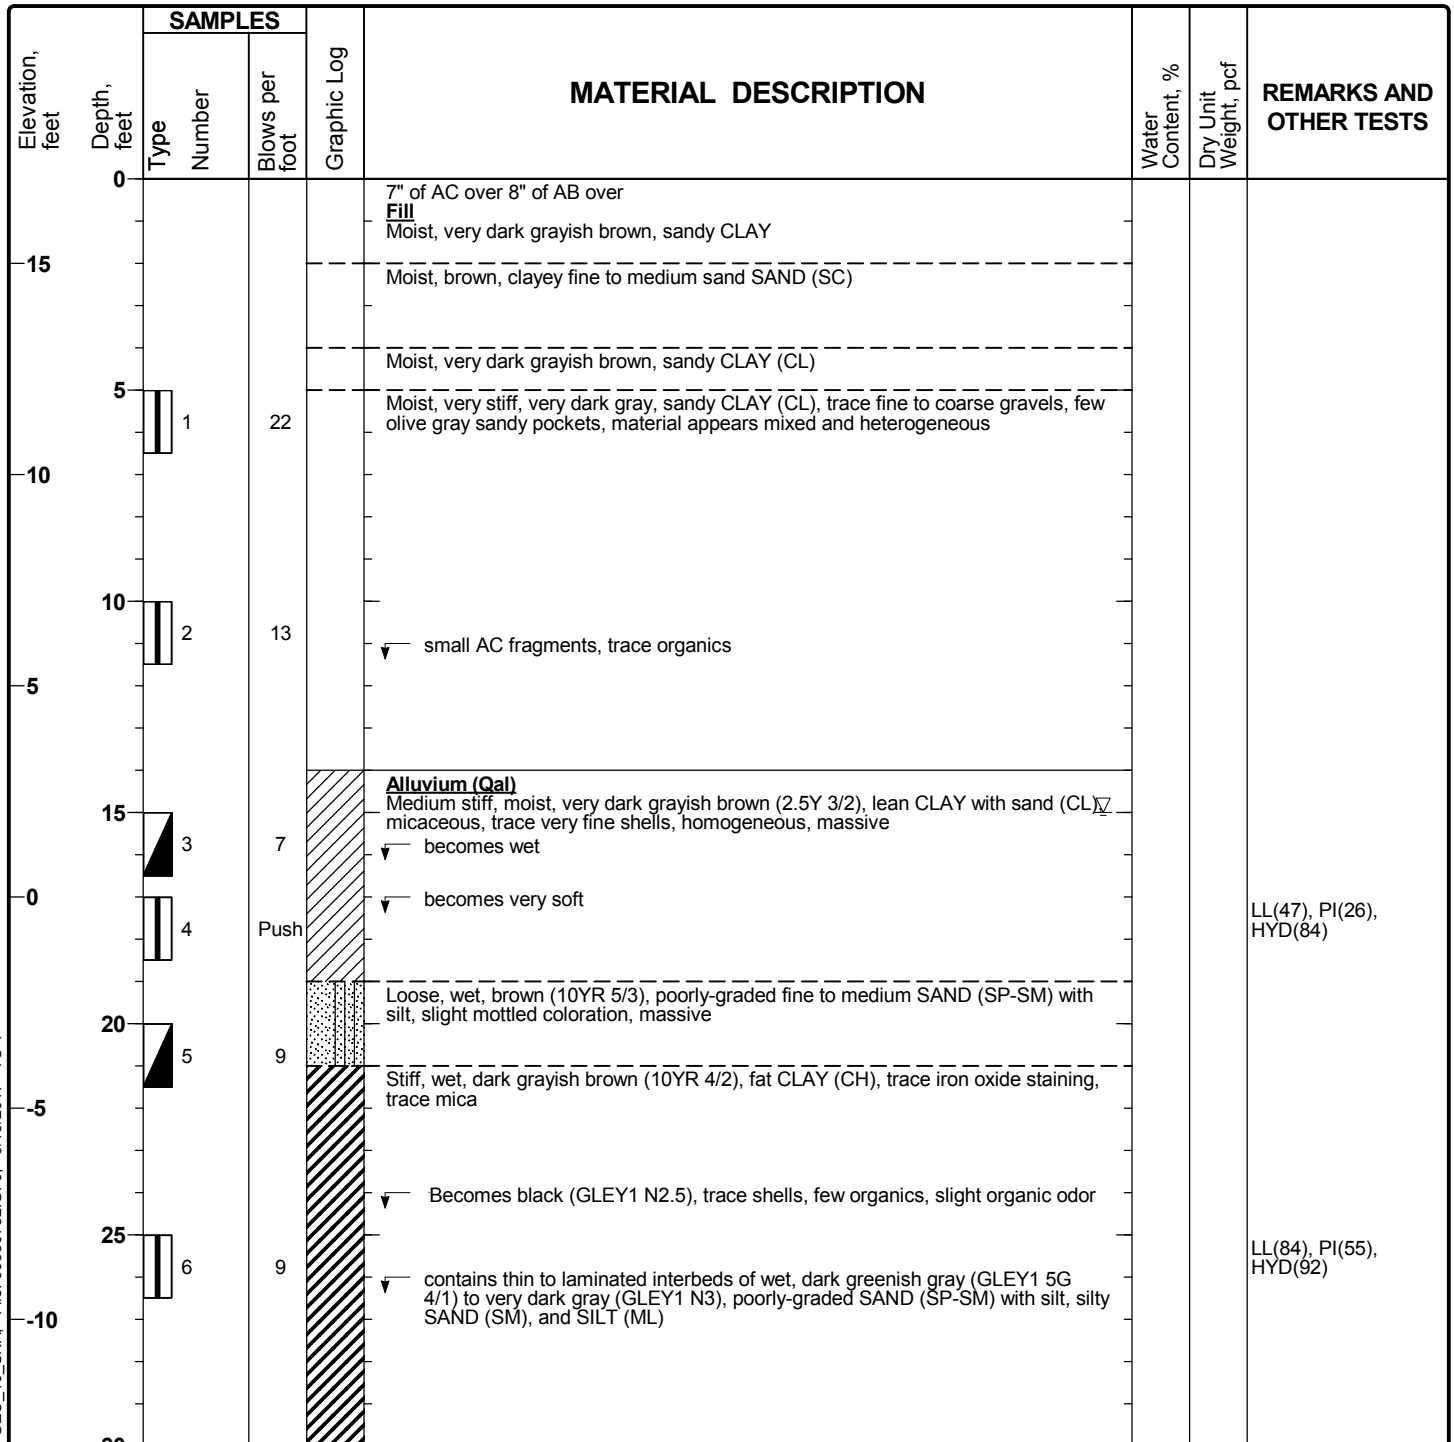 SAMPLES
Elevation, feet
Depth, feet
Type
Number
Blows per foot
Graphic Log
MATERIAL DESCRIPTION
Water Content, %
Dry Unit Weight, pcf
REMARKS AND
OTHER TESTS
0
7" of AC over 8" of AB over
Fill
Moist, very dark grayish brown, sandy CLAY
15
Moist, brown, clayey fine to medium sand SAND (SC)
Moist, very dark grayish brown, sandy CLAY (CL)
5
Moist, very stiff, very dark gray, sandy CLAY (CL), trace fine to coarse gravels, few
olive gray sandy pockets, material appears mixed and heterogeneous
1 22
10
10
2 13
small AC fragments, trace organics
5
Alluvium (Qal)
Medium stiff, moist, very dark grayish brown (2.5Y 3/2), lean CLAY with sand (CL),
micaceous, trace very fine shells, homogeneous, massive
15
3 7
becomes wet
0
becomes very soft
4 Push
LL(47), PI(26),
HYD(84)
Loose, wet, brown (10YR 5/3), poorly-graded fine to medium SAND (SP-SM) with
silt, slight mottled coloration, massive
20
5 9
Stiff, wet, dark grayish brown (10YR 4/2), fat CLAY (CH), trace iron oxide staining,
trace mica
-5
Becomes black (GLEY1 N2.5), trace shells, few organics, slight organic odor
25
6 9
LL(84), PI(55),
HYD(92)
contains thin to laminated interbeds of wet, dark greenish gray (GLEY1 5G
4/1) to very dark gray (GLEY1 N3), poorly-graded SAND (SP-SM) with silt, silty
SAND (SM), and SILT (ML)
-10